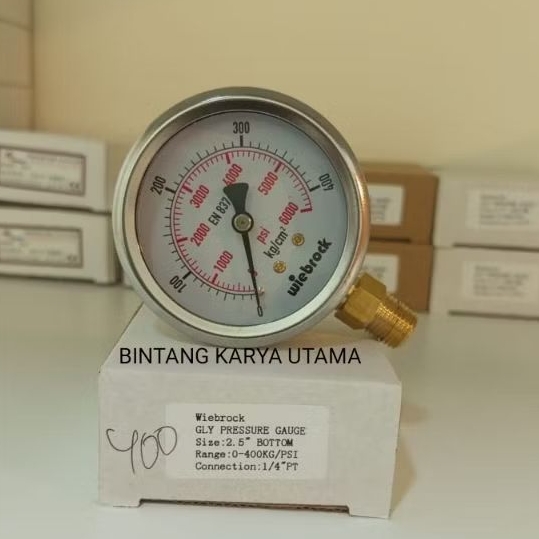 300
200
400
100
0
4000
3000
5000
2000
6000
1000
0
EN 837
psi
kg/cm²
wiebrock
BINTANG KARYA UTAMA
400
Wiebrock
GLY PRESSURE GAUGE
Size:2.5" BOTTOM
Range:0-400KG/PSI
Connection:1/4"PT